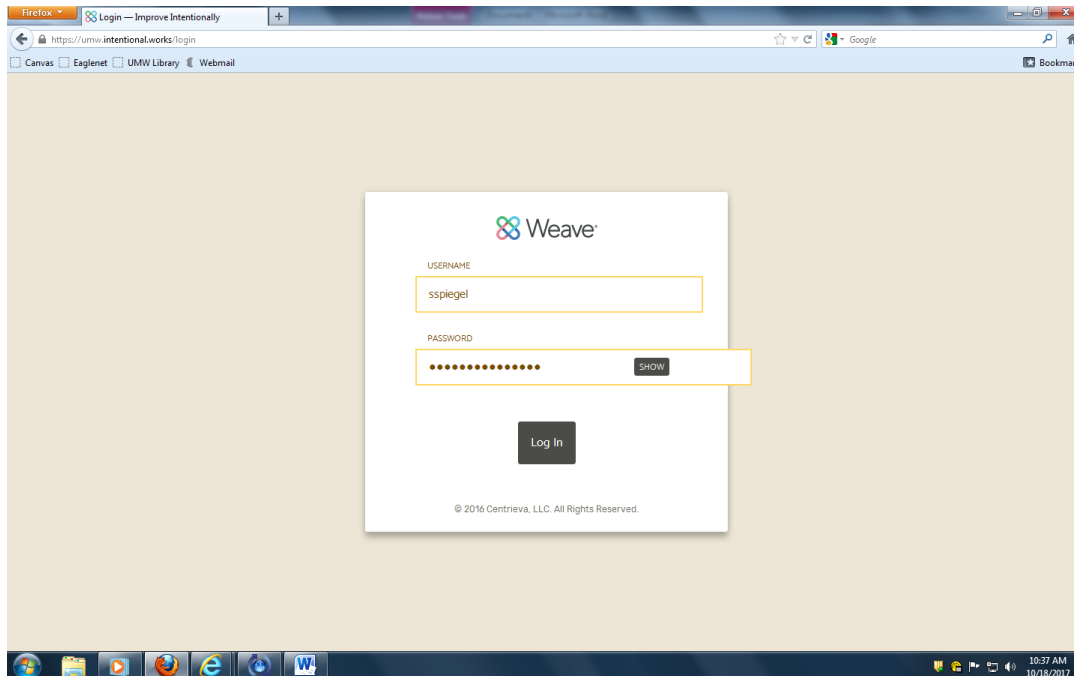 Firefox
Login — Improve Intentionally
https://umw.intentional.works/login
Google
Canvas Eaglenet UMW Library Webmail
Bookmar
Weave
USERNAME
sspiegel
PASSWORD
SHOW
Log In
© 2016 Centrieva, LLC. All Rights Reserved.
10:37 AM
10/18/2017